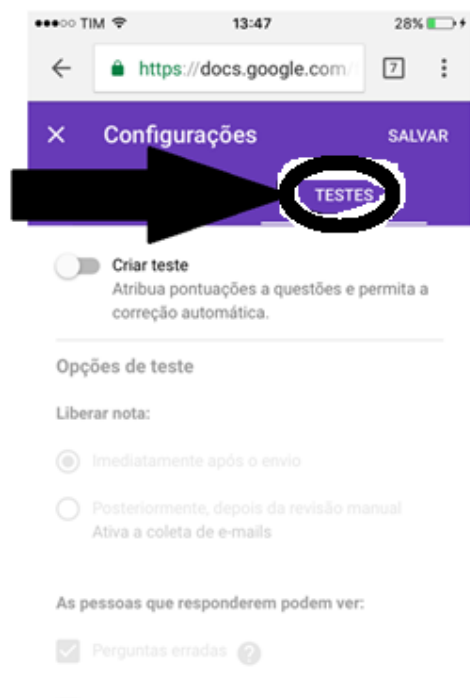 TIM 13:47 28%
https://docs.google.com/ 7
Configurações SALVAR
TESTES
Criar teste
Atribua pontuações a questões e permita a
correção automática.
Opções de teste
Liberar nota:
Imediatamente após o envio
Posteriormente, depois da revisão manual
Ativa a coleta de e-mails
As pessoas que responderem podem ver:
Perguntas erradas ?